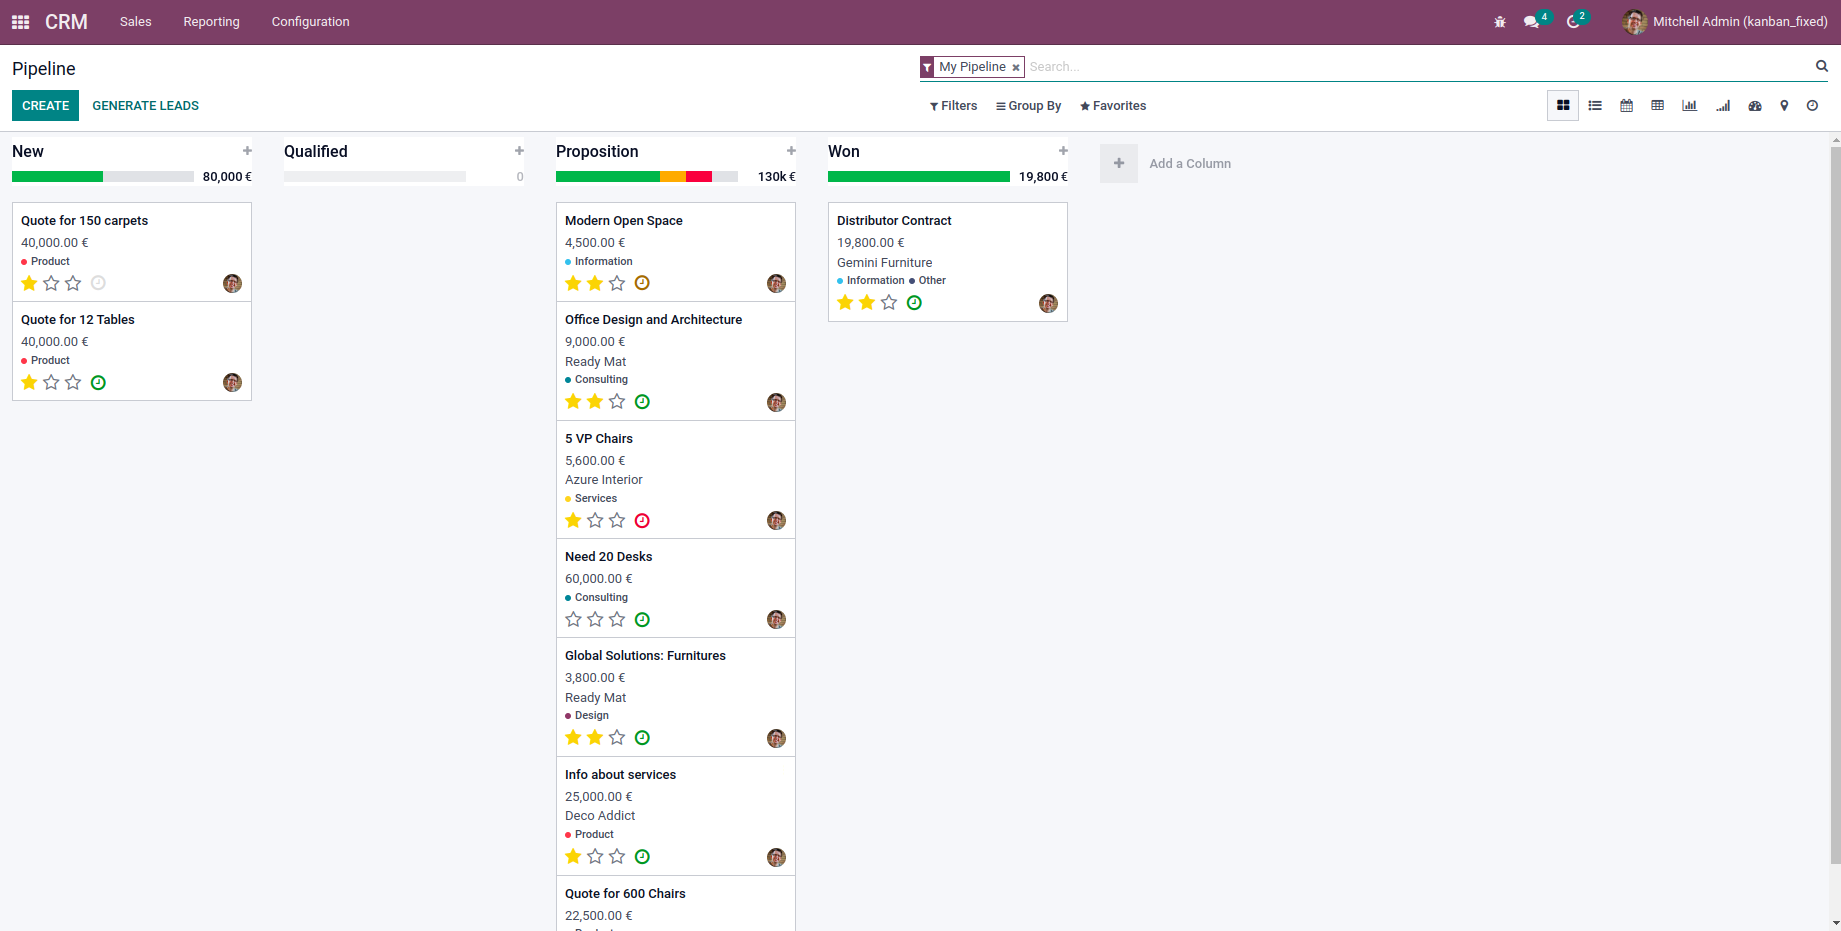 CRM Sales Reporting Configuration 4 2 Mitchell Admin (kanban_fixed)
Pipeline
My Pipeline Search...
CREATE GENERATE LEADS
Filters Group By Favorites
New
80,000 €
Quote for 150 carpets
40,000.00 €
Product
Quote for 12 Tables
40,000.00 €
Product
Qualified
0
Proposition
130k €
Modern Open Space
4,500.00 €
Information
Office Design and Architecture
9,000.00 €
Ready Mat
Consulting
5 VP Chairs
5,600.00 €
Azure Interior
Services
Need 20 Desks
60,000.00 €
Consulting
Global Solutions: Furnitures
3,800.00 €
Ready Mat
Design
Info about services
25,000.00 €
Deco Addict
Product
Quote for 600 Chairs
22,500.00 €
Won
19,800 €
Distributor Contract
19,800.00 €
Gemini Furniture
Information Other
Add a Column